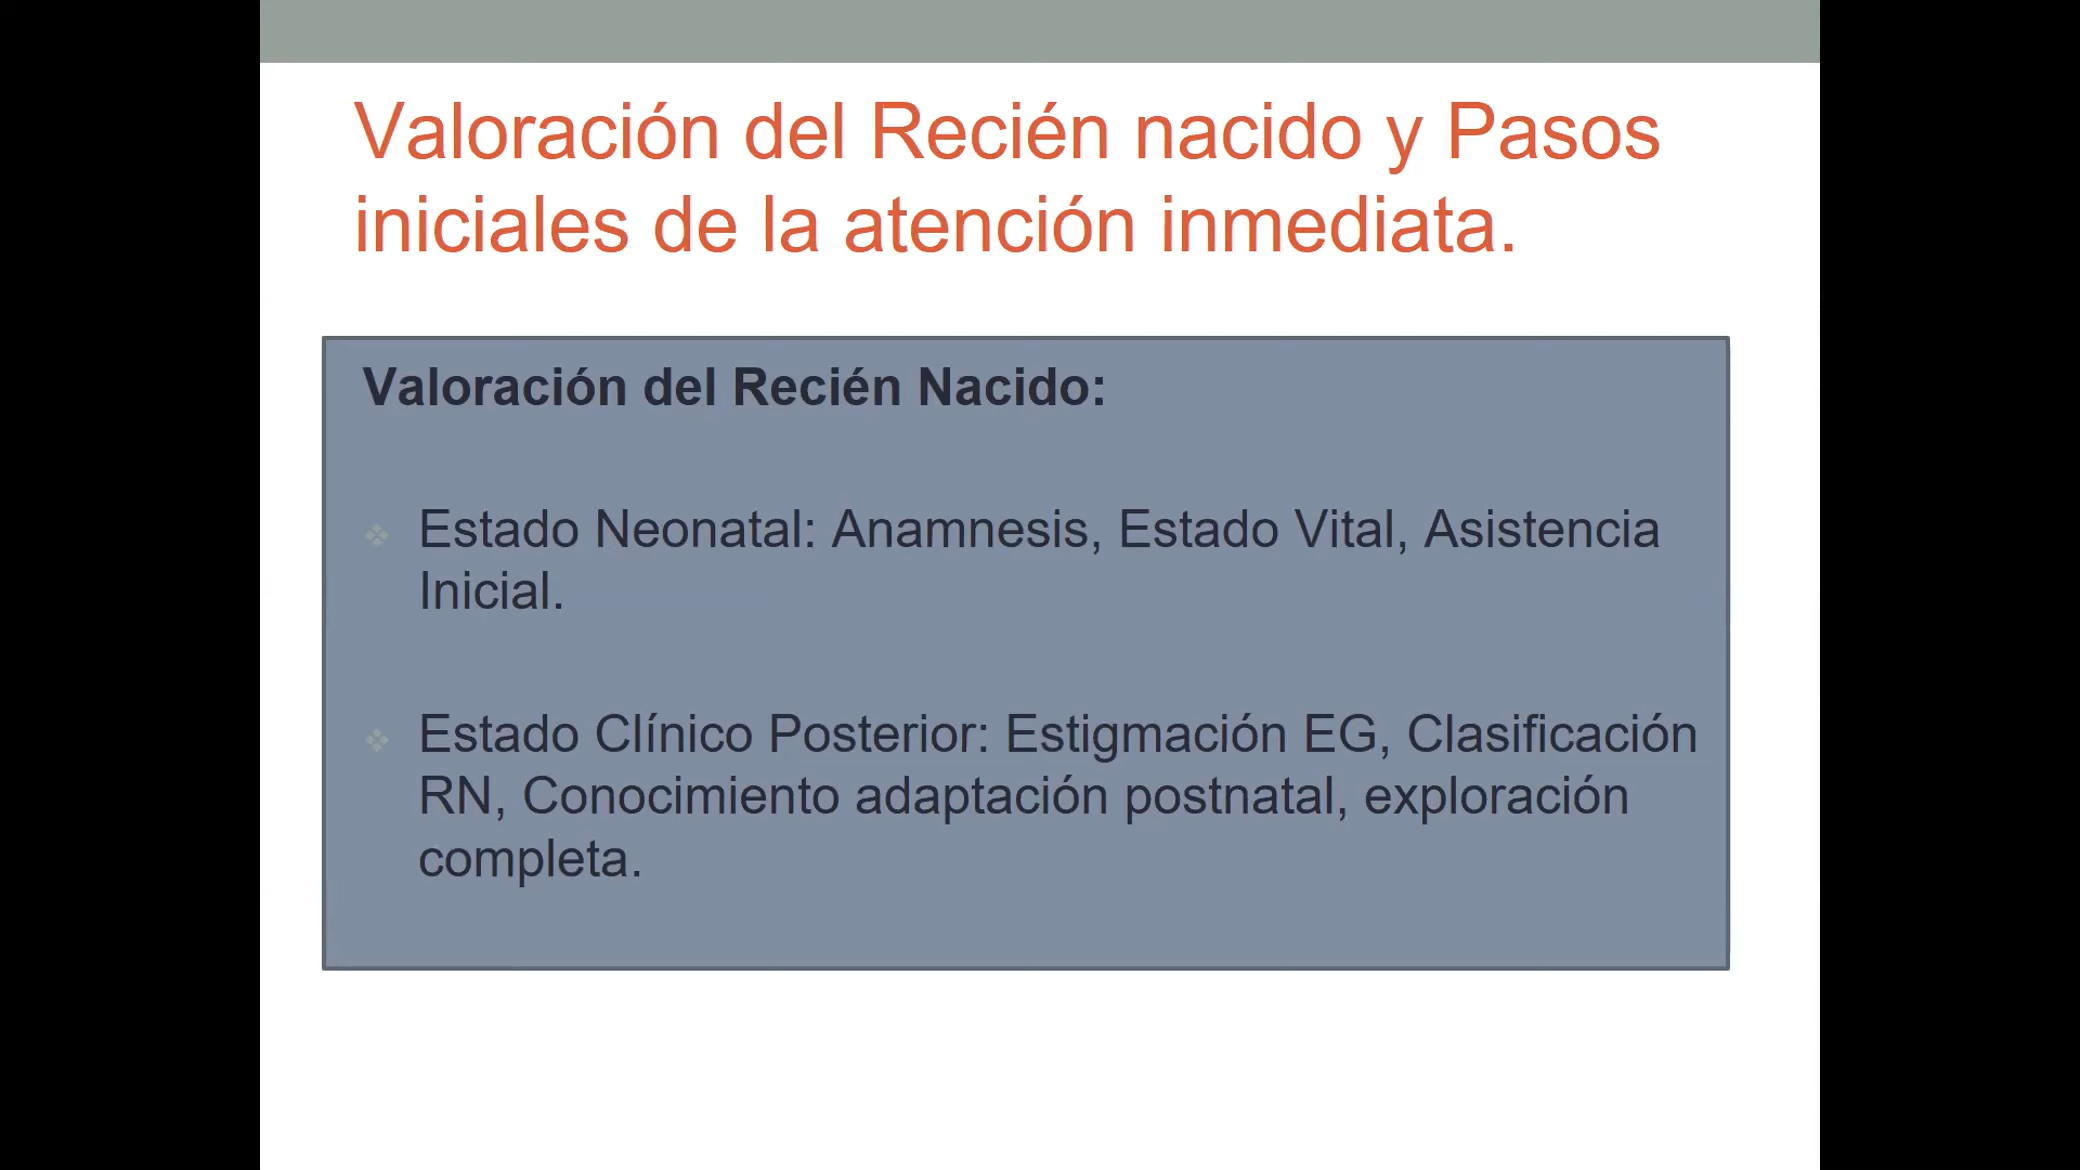 Valoración del Recién nacido y Pasos
iniciales de la atención inmediata.
Valoración del Recién Nacido:
Estado Neonatal: Anamnesis, Estado Vital, Asistencia
Inicial.
Estado Clínico Posterior: Estigmación EG, Clasificación
RN, Conocimiento adaptación postnatal, exploración
completa.